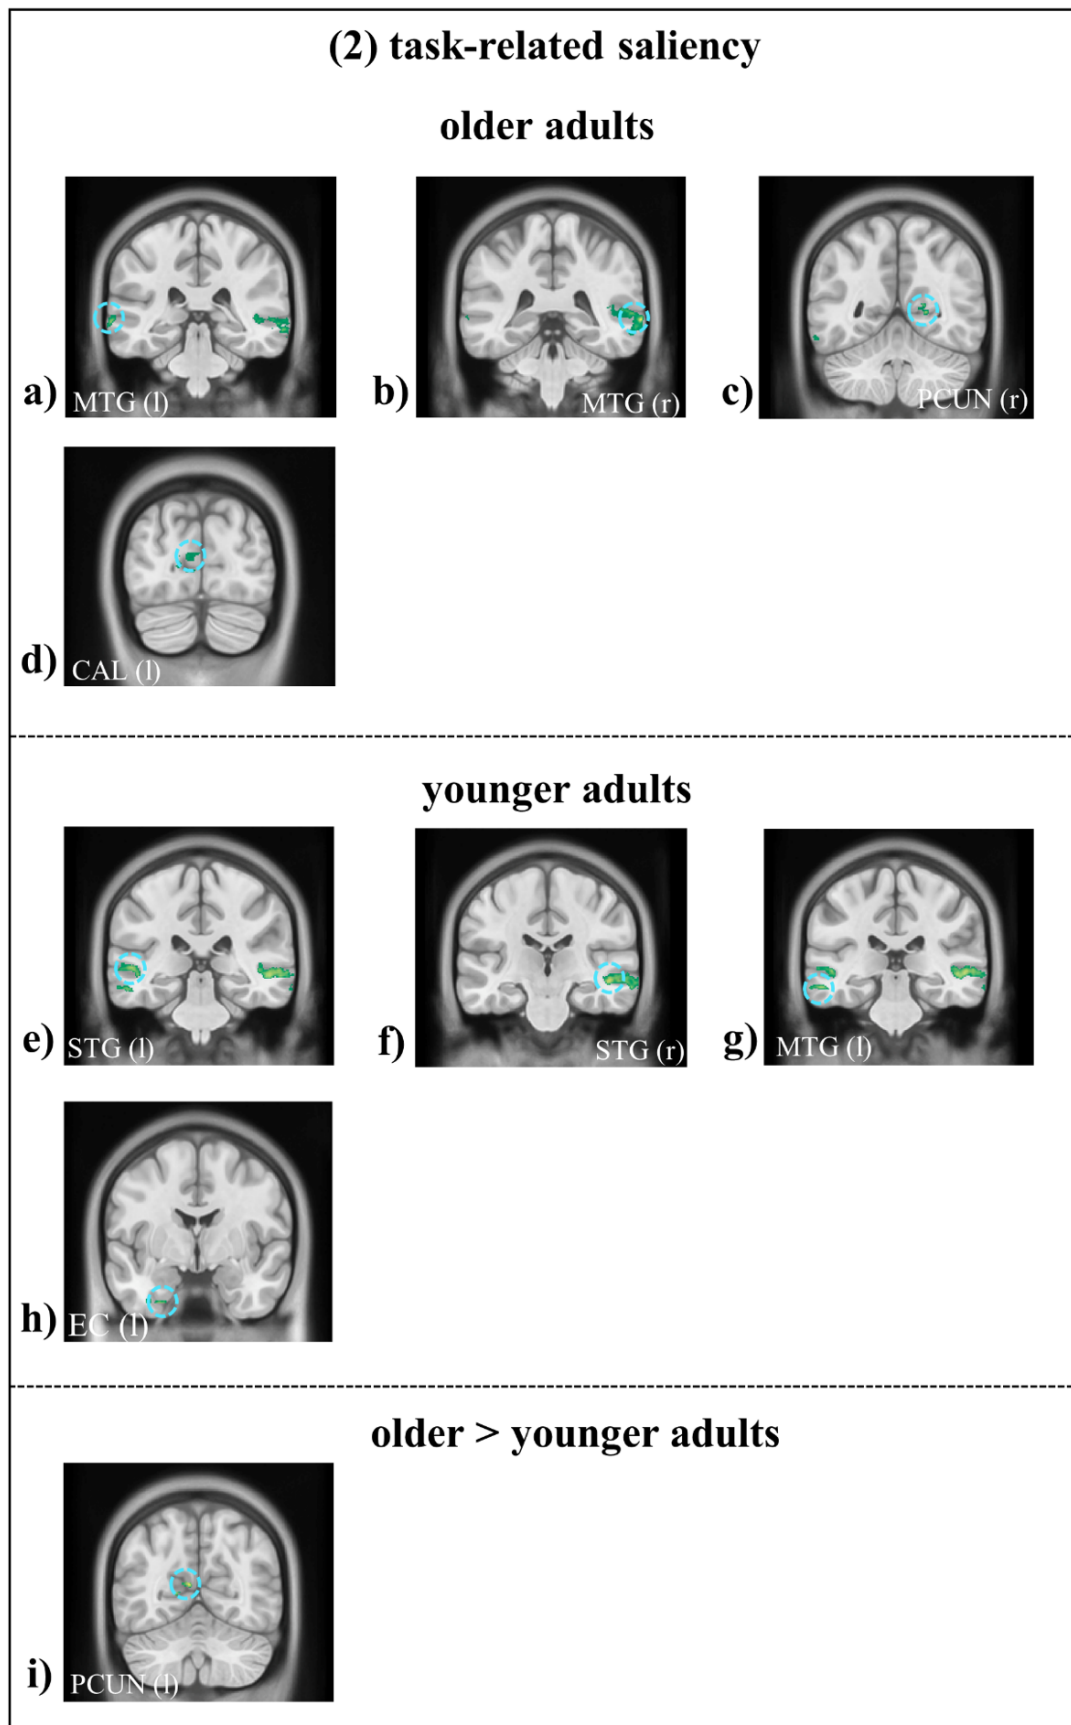 (2) task-related saliency
older adults
a) MTG (l)
b) MTG (r)
c) PCUN (r)
d) CAL (l)
younger adults
e) STG (l)
f) STG (r)
g) MTG (l)
h) EC (l)
older > younger adults
i) PCUN (l)